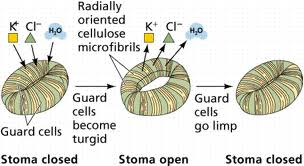 Radially
oriented
cellulose
microfibrils
K+ Cl− H₂O
K+ Cl− H₂O
Guard cells
Guard
cells
become
turgid
Guard
cells
go limp
Stoma closed
Stoma open
Stoma closed